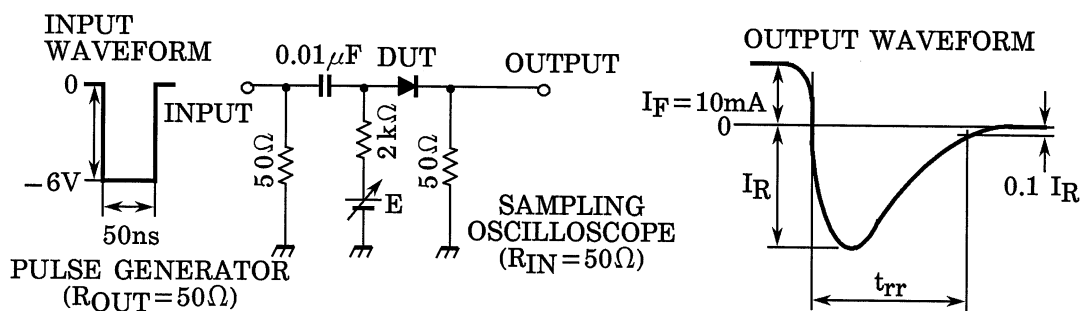 INPUT
WAVEFORM
0
−6V
50ns
PULSE GENERATOR
(ROUT=50Ω)
INPUT
0.01μF
DUT
OUTPUT
50Ω
2kΩ
E
50Ω
SAMPLING
OSCILLOSCOPE
(RIN=50Ω)
OUTPUT WAVEFORM
IF=10mA
0
IR
0.1 IR
trr